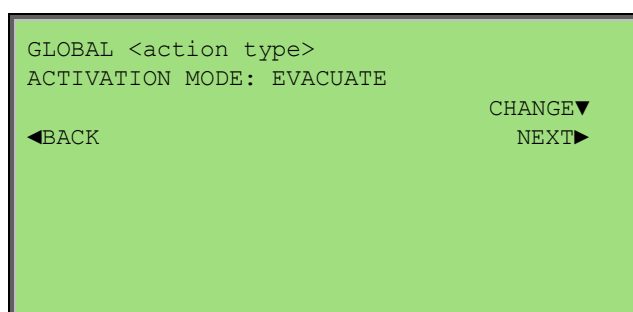 GLOBAL <action type>
ACTIVATION MODE: EVACUATE
CHANGE▼
◄BACK NEXT►